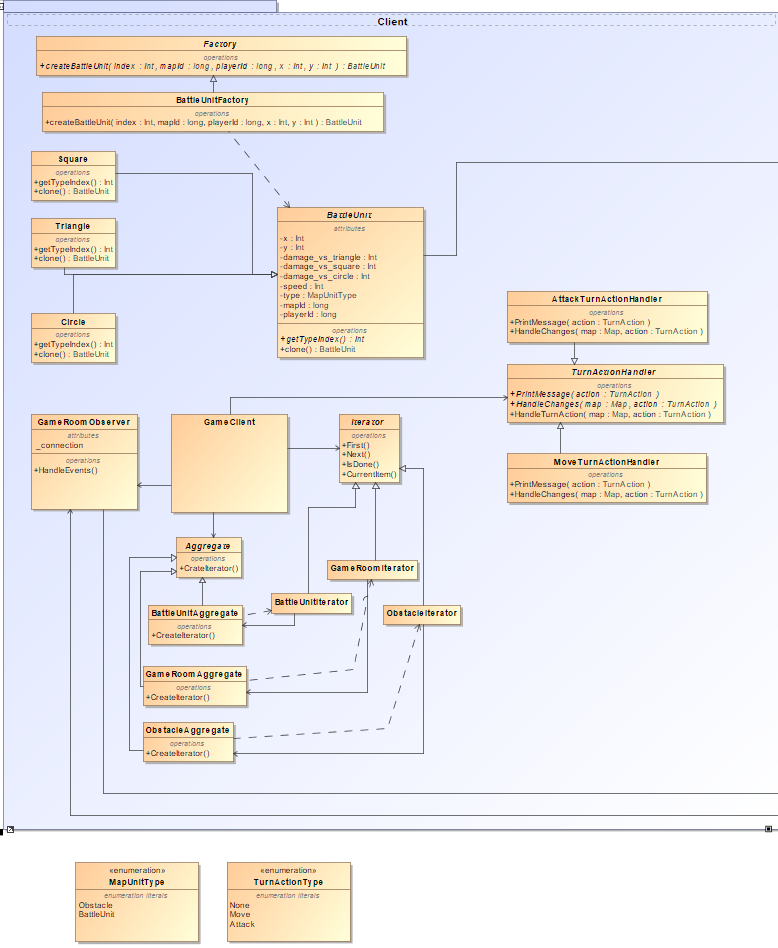 Client
Factory
operations
+createBattleUnit( index : Int, mapId : long, playerId : long, x : Int, y : Int ) : BattleUnit
BattleUnitFactory
operations
+createBattleUnit( index : Int, mapId : long, playerId : long, x : Int, y : Int ) : BattleUnit
Square
operations
+getTypeIndex() : Int
+clone() : BattleUnit
Triangle
operations
+getTypeIndex() : Int
+clone() : BattleUnit
Circle
operations
+getTypeIndex() : Int
+clone() : BattleUnit
BattleUnit
attributes
-x : Int
-y : Int
-damage_vs_triangle : Int
-damage_vs_square : Int
-damage_vs_circle : Int
-speed : Int
-type : MapUnitType
-mapId : long
-playerId : long
operations
+getTypeIndex() : Int
+clone() : BattleUnit
AttackTurnActionHandler
operations
+PrintMessage( action : TurnAction )
+HandleChanges( map : Map, action : TurnAction )
TurnActionHandler
operations
+PrintMessage( action : TurnAction )
+HandleChanges( map : Map, action : TurnAction )
+HandleTurnAction( map : Map, action : TurnAction )
MoveTurnActionHandler
operations
+PrintMessage( action : TurnAction )
+HandleChanges( map : Map, action : TurnAction )
GameRoomObserver
attributes
_connection
operations
+HandleEvents()
GameClient
Iterator
operations
+First()
+Next()
+IsDone()
+CurrentItem()
Aggregate
operations
+CrateIterator()
GameRoomIterator
BattleUnitIterator
ObstacleIterator
BattleUnitAggregate
operations
+CreateIterator()
GameRoomAggregate
operations
+CreateIterator()
ObstacleAggregate
operations
+CreateIterator()
«enumeration»
MapUnitType
enumeration literals
Obstacle
BattleUnit
«enumeration»
TurnActionType
enumeration literals
None
Move
Attack